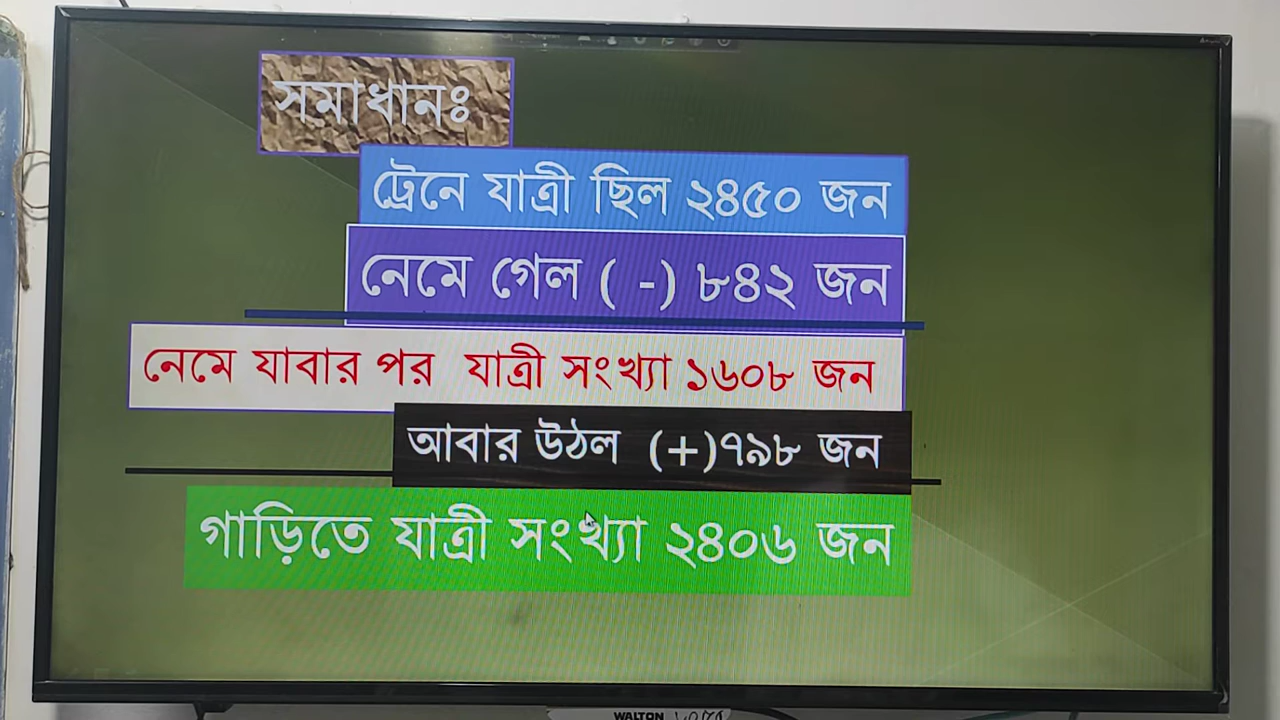 সমাধানঃ
ট্রেনে যাত্রী ছিল ২৪৫০ জন
নেমে গেল ( -) ৮৪২ জন
নেমে যাবার পর যাত্রী সংখ্যা ১৬০৮ জন
আবার উঠল (+)৭৯৮ জন
গাড়িতে যাত্রী সংখ্যা ২৪০৬ জন
WALTON